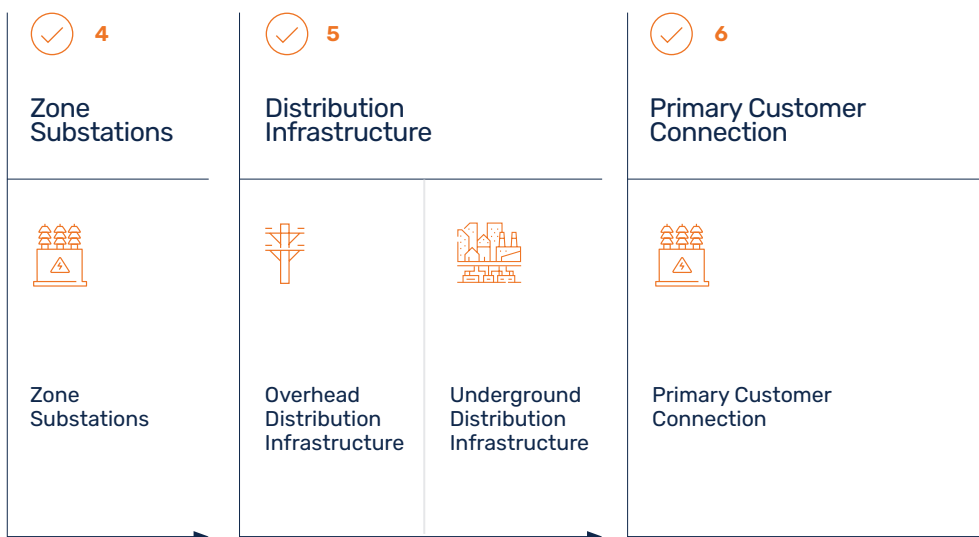 4
Zone
Substations
5
Distribution
Infrastructure
6
Primary Customer
Connection
Zone
Substations
Overhead
Distribution
Infrastructure
Underground
Distribution
Infrastructure
Primary Customer
Connection